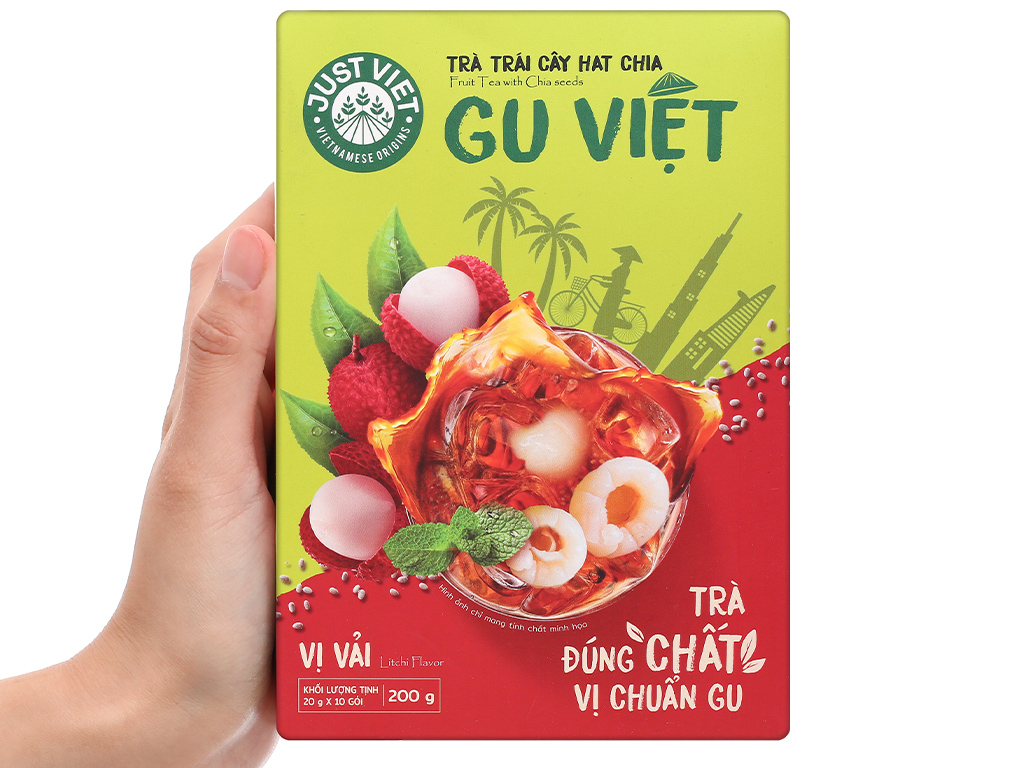 JUST VIET
• VIETNAMESE ORIGINS •
TRÀ TRÁI CÂY HẠT CHIA
Fruit Tea with Chia seeds
GU VIỆT
Hình ảnh chỉ mang tính chất minh họa
VỊ VẢI Litchi Flavor
KHỐI LƯỢNG TỊNH
20 g X 10 GÓI
200 g
TRÀ
ĐÚNG CHẤT
VỊ CHUẨN GU